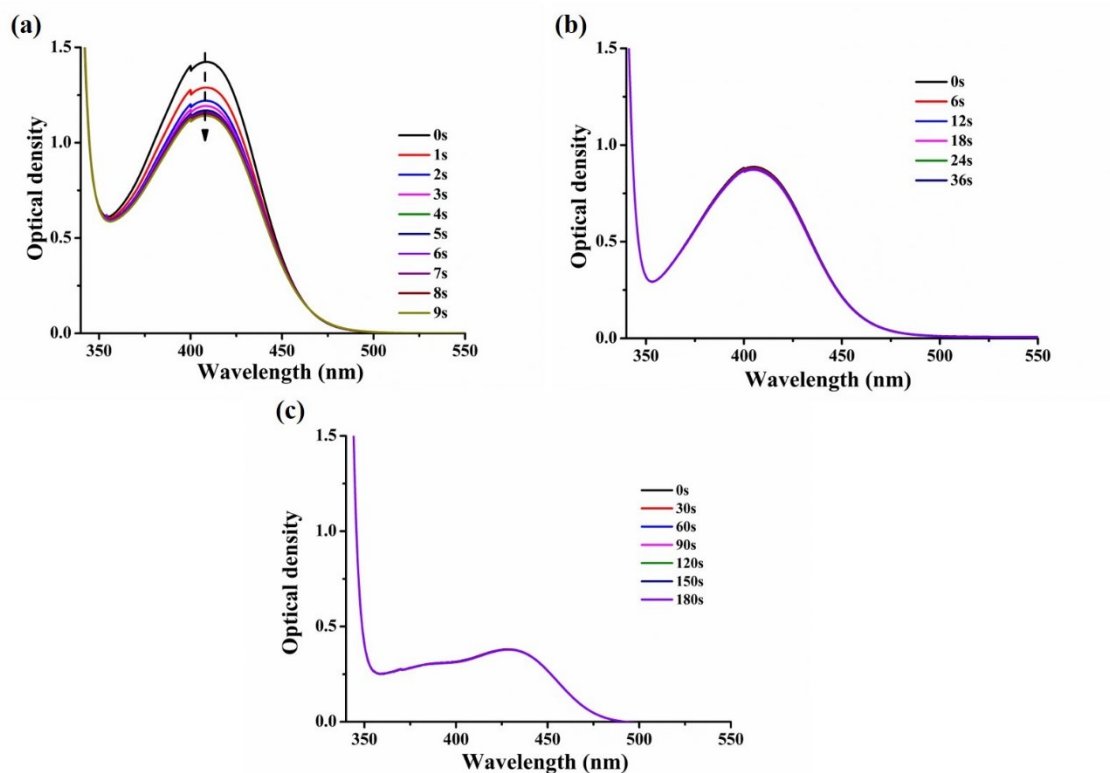 (a)
Optical density
1.5
1.0
0.5
0.0
350
400
450
500
550
Wavelength (nm)
0s
1s
2s
3s
4s
5s
6s
7s
8s
9s
(b)
Optical density
1.5
1.0
0.5
0.0
350
400
450
500
550
Wavelength (nm)
0s
6s
12s
18s
24s
36s
(c)
Optical density
1.5
1.0
0.5
0.0
350
400
450
500
550
Wavelength (nm)
0s
30s
60s
90s
120s
150s
180s